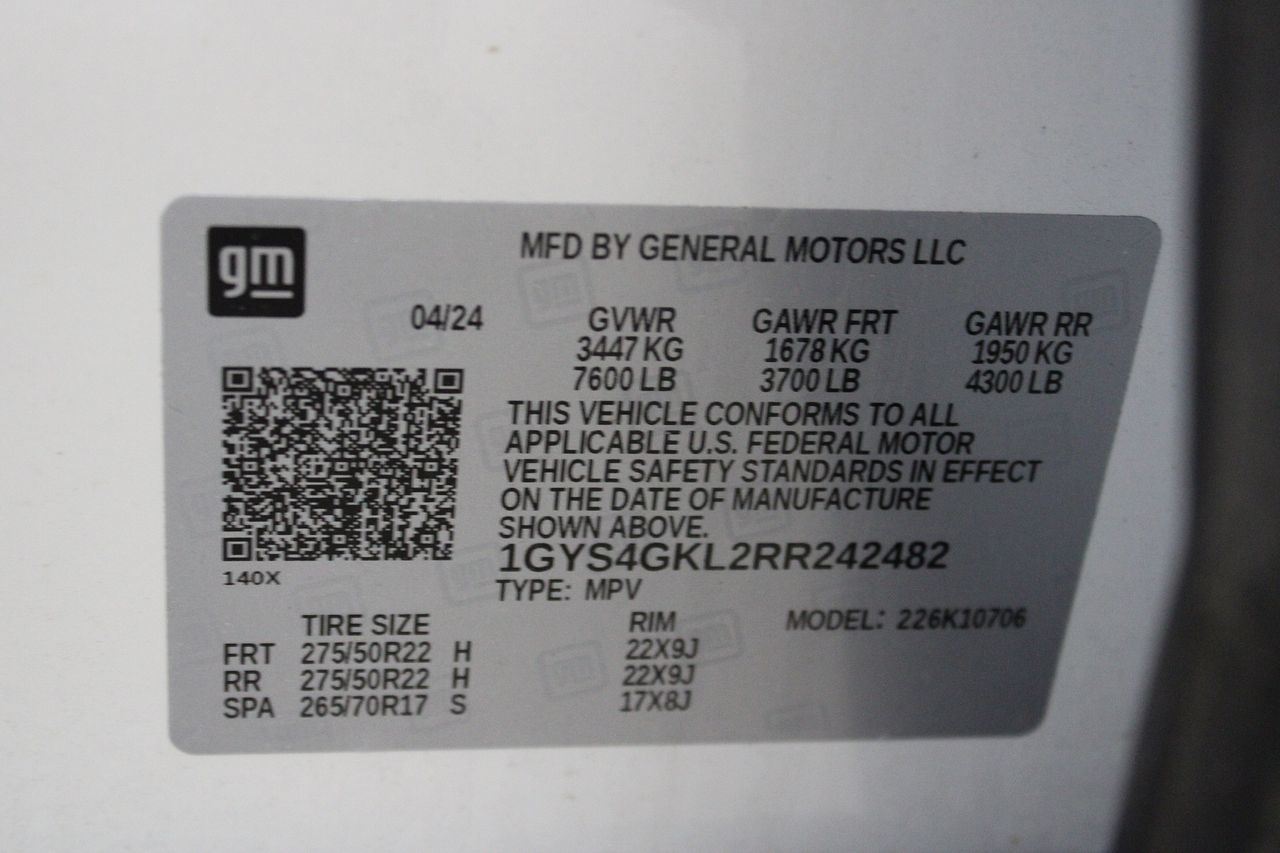 gm
MFD BY GENERAL MOTORS LLC
04/24 GVWR GAWR FRT GAWR RR
3447 KG 1678 KG 1950 KG
7600 LB 3700 LB 4300 LB
THIS VEHICLE CONFORMS TO ALL
APPLICABLE U.S. FEDERAL MOTOR
VEHICLE SAFETY STANDARDS IN EFFECT
ON THE DATE OF MANUFACTURE
SHOWN ABOVE.
1GYS4GKL2RR242482
140X
TYPE: MPV
TIRE SIZE RIM MODEL: 226K10706
FRT 275/50R22 H 22X9J
RR 275/50R22 H 22X9J
SPA 265/70R17 S 17X8J